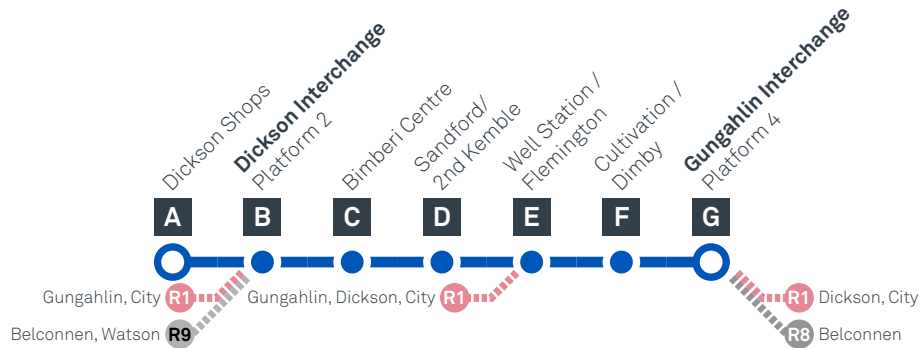 Dickson Shops
Dickson Interchange
Platform 2
Bimberi Centre
Sandford/
2nd Kemble
Well Station /
Flemington
Cultivation /
Dimby
Gungahlin Interchange
Platform 4
A B C D E F G
Gungahlin, City R1 Gungahlin, Dickson, City R1 R1 Dickson, City
Belconnen, Watson R9 R8 Belconnen